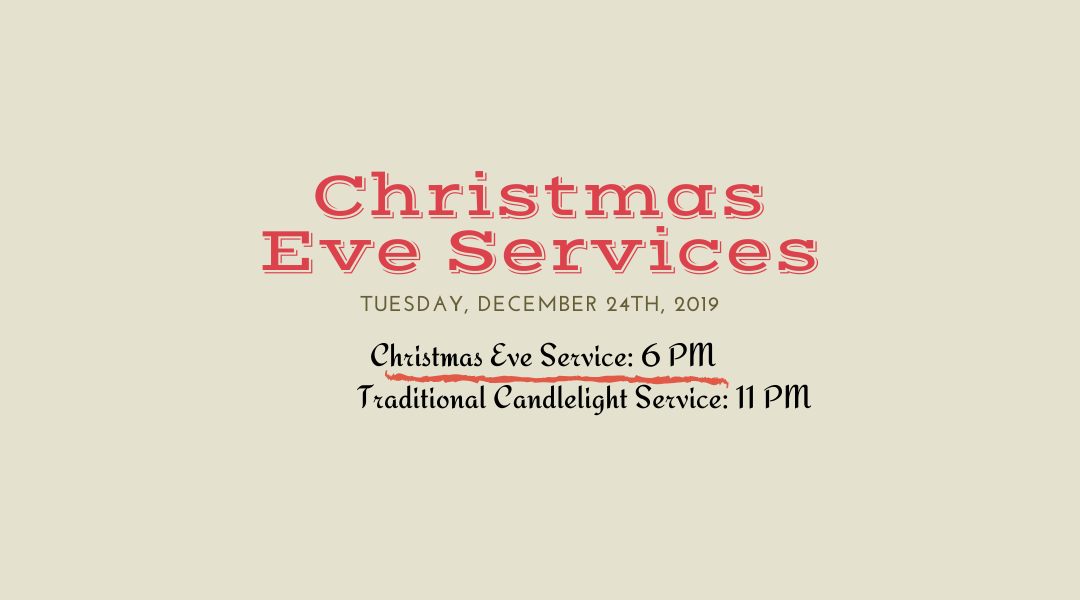 Christmas
Eve Services
TUESDAY, DECEMBER 24TH, 2019
Christmas Eve Service: 6 PM
Traditional Candlelight Service: 11 PM